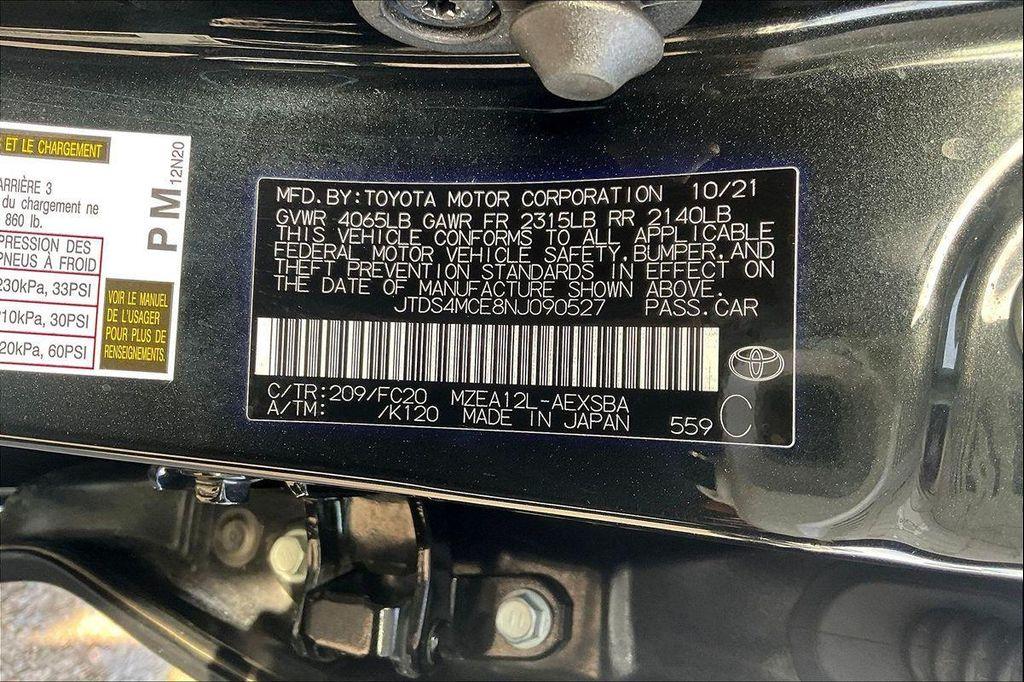 ET LE CHARGEMENT
ARRIÈRE 3
du chargement ne
860 lb.
PRESSION DES
PNEUS À FROID
230kPa, 33PSI
210kPa, 30PSI
420kPa, 60PSI
VOIR LE MANUEL
DE L'USAGER
POUR PLUS DE
RENSEIGNEMENTS.
PM
12N20
MFD.BY:TOYOTA MOTOR CORPORATION 10/21
GVWR 4065LB GAWR FR 2315LB RR 2140LB
THIS VEHICLE CONFORMS TO ALL APPLICABLE
FEDERAL MOTOR VEHICLE SAFETY,BUMPER,AND
THEFT PREVENTION STANDARDS IN EFFECT ON
THE DATE OF MANUFACTURE SHOWN ABOVE.
JTDS4MCE8NJ090527 PASS.CAR
C/TR:209/FC20 MZEA12L-AEXSBA
A/TM: /K120 MADE IN JAPAN 559 C